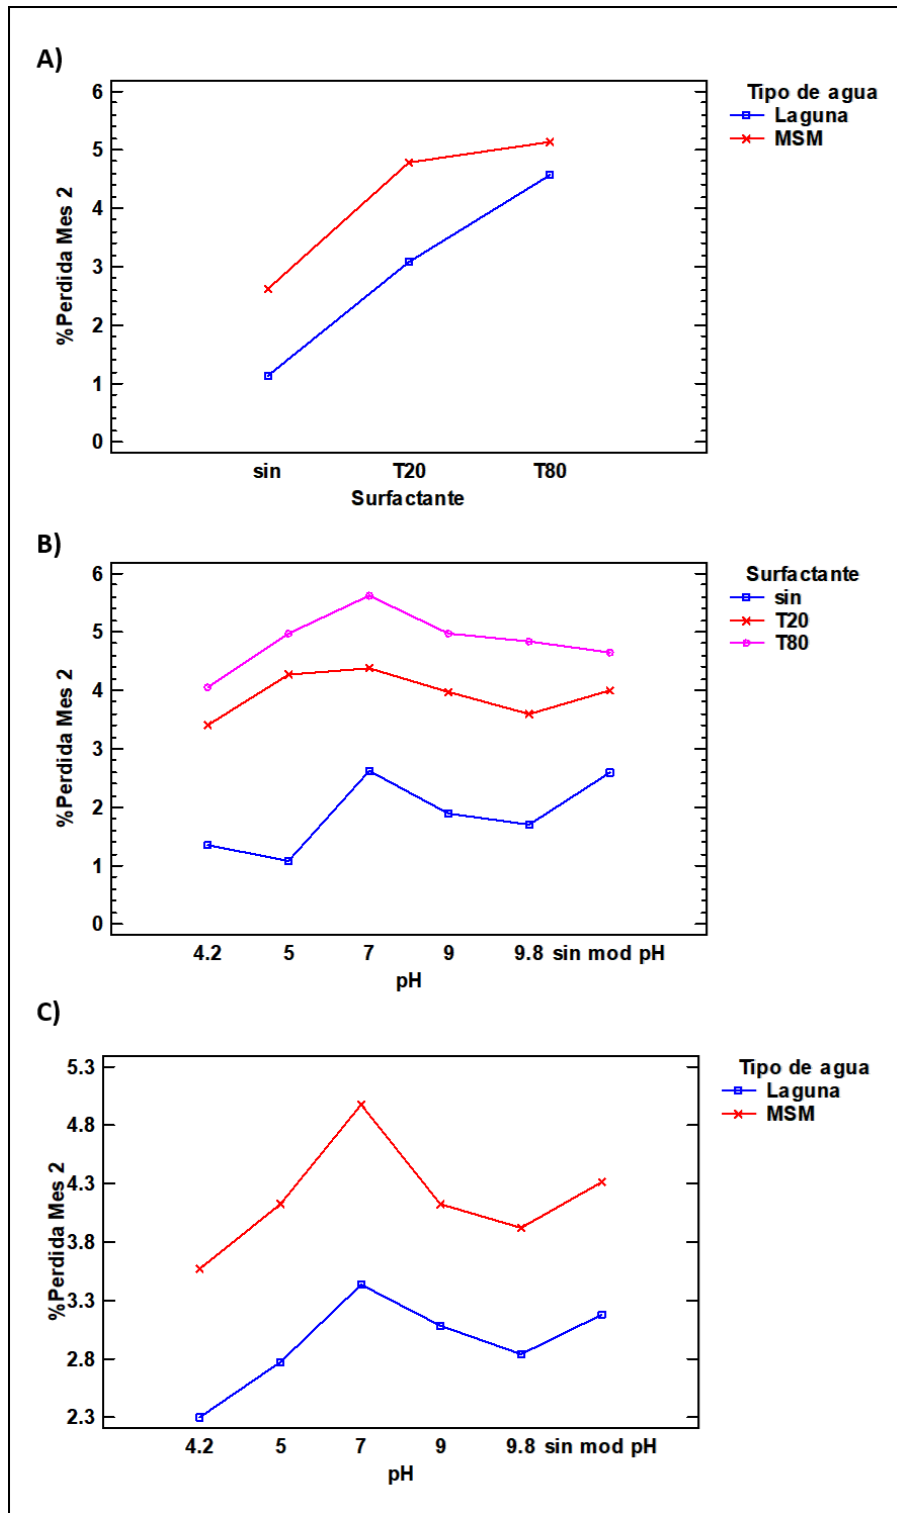 A)
Tipo de agua
Laguna
MSM
%Perdida Mes 2
6
5
4
3
2
1
0
sin T20 T80
Surfactante
B)
Surfactante
sin
T20
T80
%Perdida Mes 2
6
5
4
3
2
1
0
4.2 5 7 9 9.8 sin mod pH
pH
C)
Tipo de agua
Laguna
MSM
%Perdida Mes 2
5.3
4.8
4.3
3.8
3.3
2.8
2.3
4.2 5 7 9 9.8 sin mod pH
pH